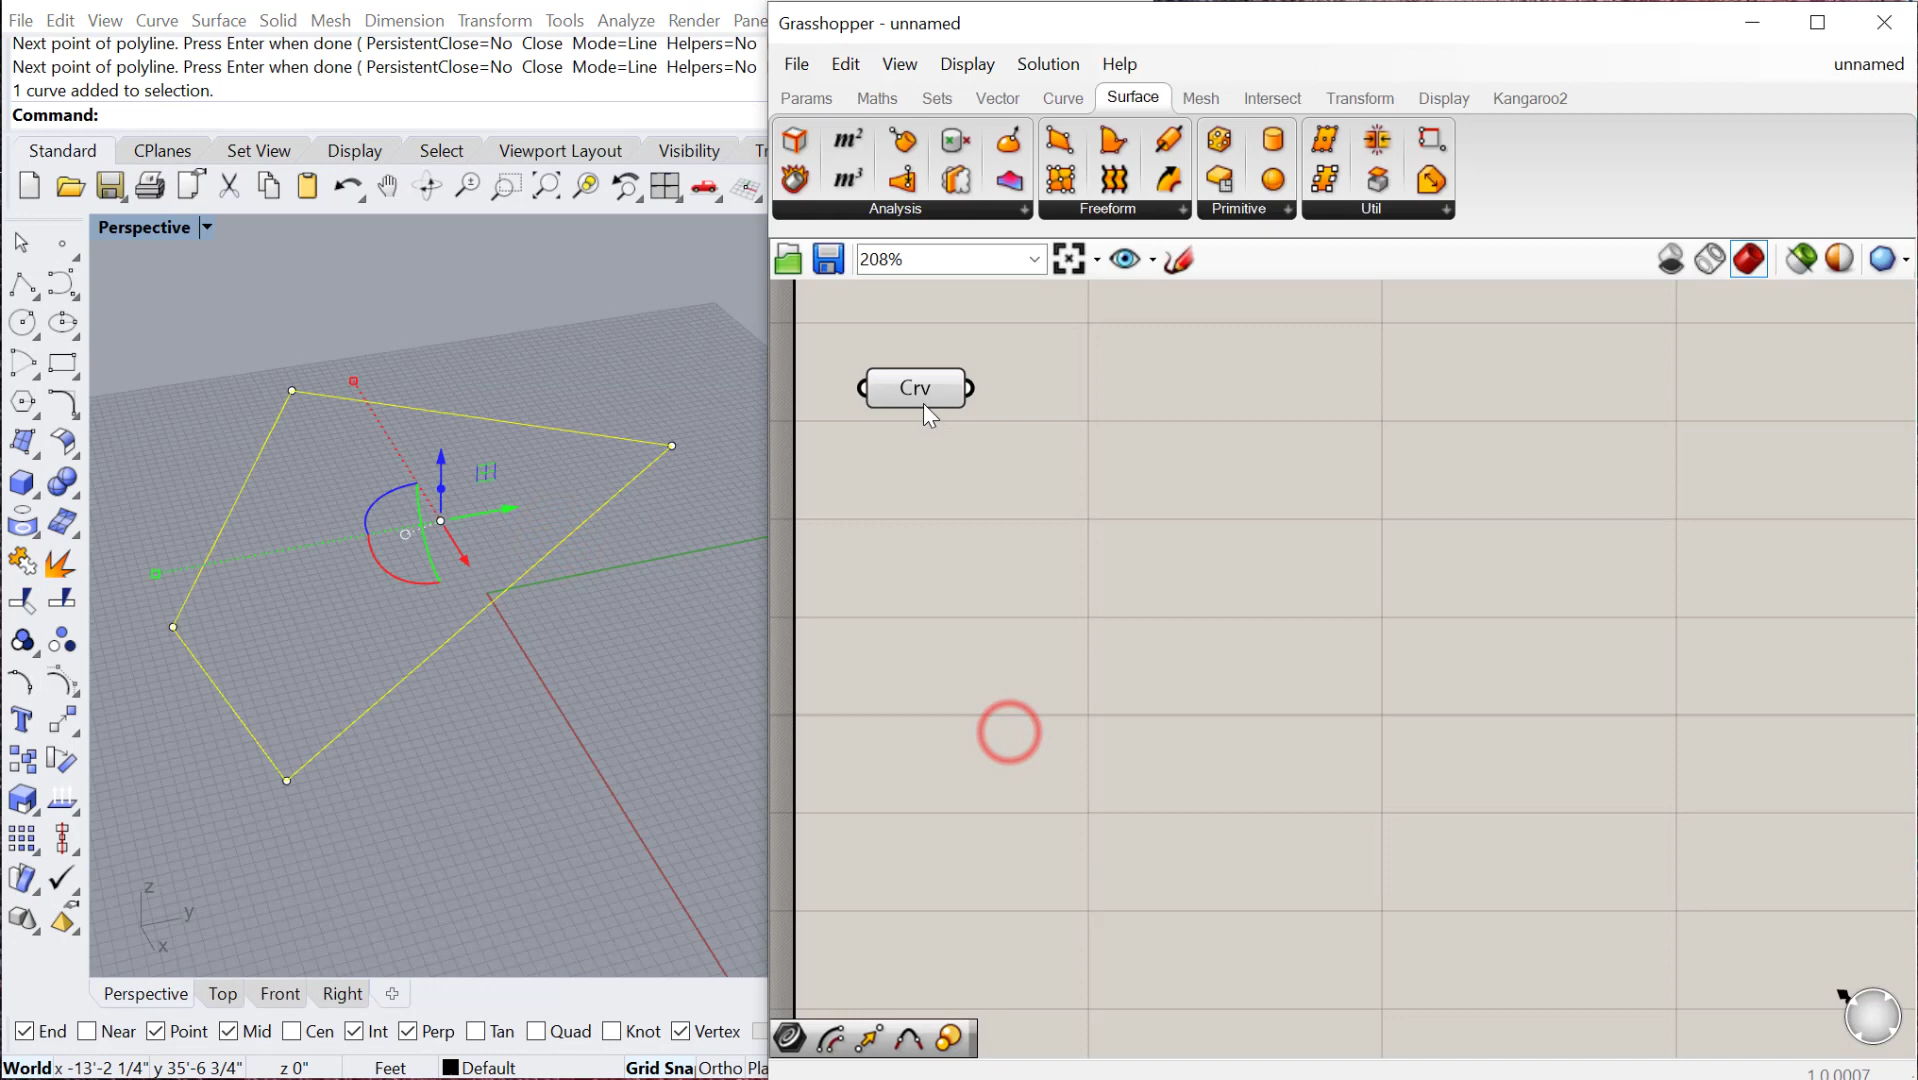 File Edit View Curve Surface Solid Mesh Dimension Transform Tools Analyze Render Pane
Next point of polyline. Press Enter when done ( PersistentClose=No Close Mode=Line Helpers=No
Next point of polyline. Press Enter when done ( PersistentClose=No Close Mode=Line Helpers=No
1 curve added to selection.
Command:
Standard CPlanes Set View Display Select Viewport Layout Visibility
Perspective
z
y
x
Perspective Top Front Right
End Near Point Mid Cen Int Perp Tan Quad Knot Vertex
World x -13'-2 1/4" y 35'-6 3/4" z 0" Feet Default Grid Sna Ortho Pla
Grasshopper - unnamed
File Edit View Display Solution Help unnamed
Params Maths Sets Vector Curve Surface Mesh Intersect Transform Display Kangaroo2
m²
m³
Analysis Freeform Primitive Util
208%
Crv
1.0.0007